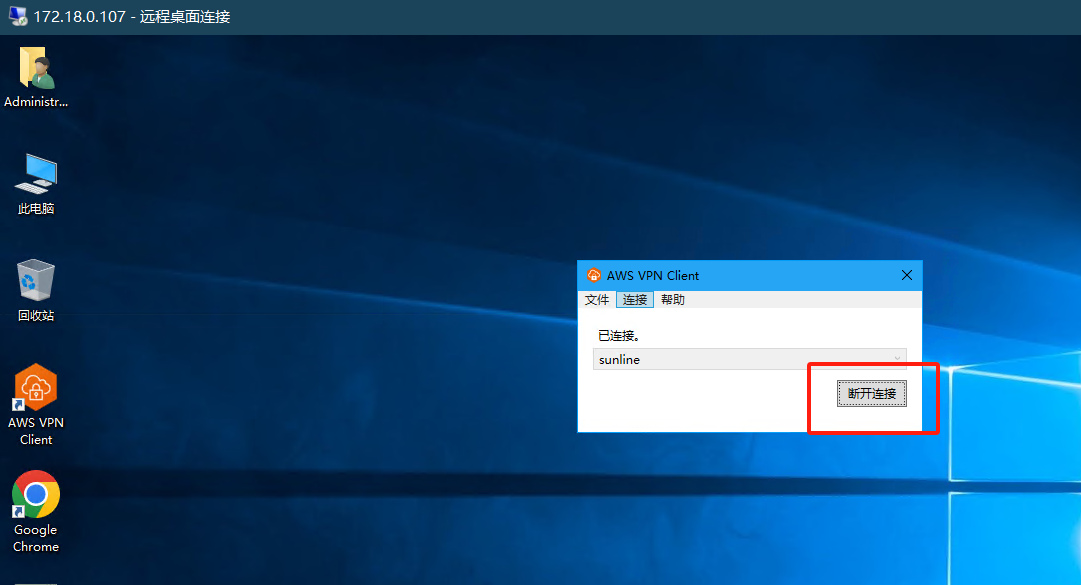 172.18.0.107 - 远程桌面连接
Administr...
此电脑
回收站
AWS VPN
Client
Google
Chrome
AWS VPN Client
文件 连接 帮助
已连接。
sunline
断开连接